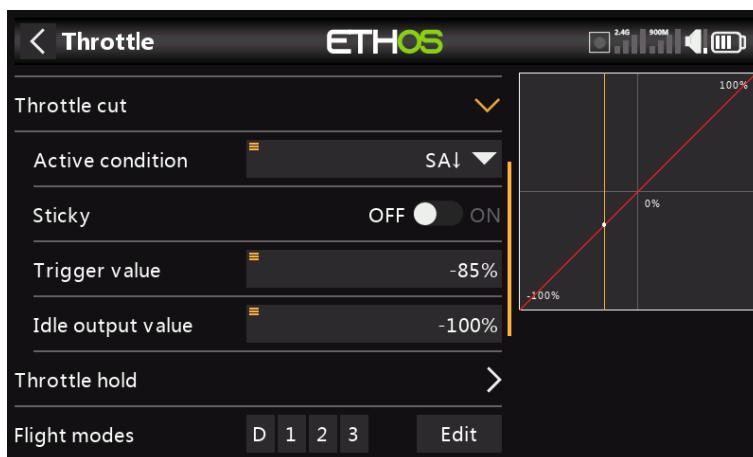 Throttle ETHOS 2.4G 900M
Throttle cut
Active condition SA↓
Sticky OFF ON
Trigger value -85%
Idle output value -100%
Throttle hold
Flight modes D 1 2 3 Edit
100%
0%
-100%